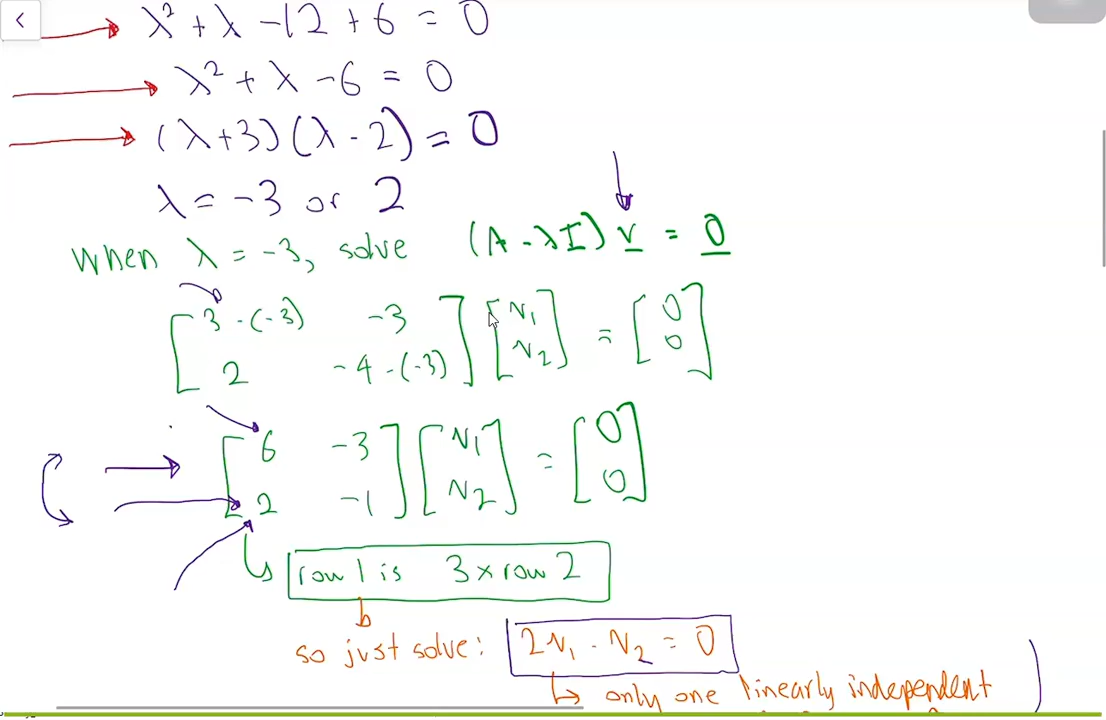 λ² + λ - 12 + 6 = 0
λ² + λ - 6 = 0
(λ + 3)(λ - 2) = 0
λ = -3 or 2
When λ = -3, solve (A - λI) v = 0
[3 - (-3) -3] [v₁] = [0]
[2 -4 - (-3)] [v₂] [0]
[6 -3] [v₁] = [0]
[2 -1] [v₂] [0]
row 1 is 3 × row 2
so just solve: 2v₁ - v₂ = 0
only one linearly independent